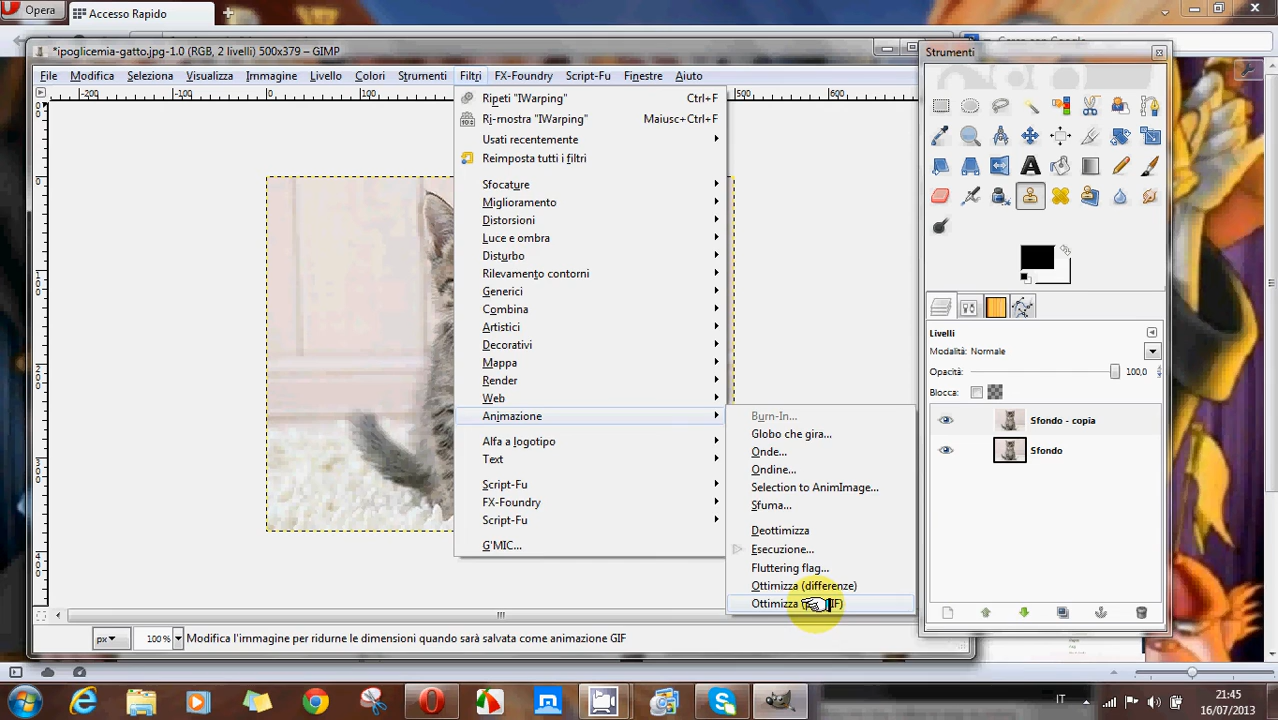 Opera
Accesso Rapido
*ipoglicemia-gatto.jpg-1.0 (RGB, 2 livelli) 500x379 – GIMP
File Modifica Seleziona Visualizza Immagine Livello Colori Strumenti Filtri FX-Foundry Script-Fu Finestre Aiuto
-200 -100 0 100 500 600
Ripeti "IWarping" Ctrl+F
Ri-mostra "IWarping" Maiusc+Ctrl+F
Usati recentemente
Reimposta tutti i filtri
Sfocature
Miglioramento
Distorsioni
Luce e ombra
Disturbo
Rilevamento contorni
Generici
Combina
Artistici
Decorativi
Mappa
Render
Web
Animazione
Alfa a logotipo
Text
Script-Fu
FX-Foundry
Script-Fu
G'MIC...
Burn-In...
Globo che gira...
Onde...
Ondine...
Selection to AnimImage...
Sfuma...
Deottimizza
Esecuzione...
Fluttering flag...
Ottimizza (differenze)
Ottimizza
px 100 % Modifica l'immagine per ridurne le dimensioni quando sarà salvata come animazione GIF
Strumenti
Livelli
Modalità: Normale
Opacità: 100,0
Blocca:
Sfondo - copia
Sfondo
IT
21:45
16/07/2013